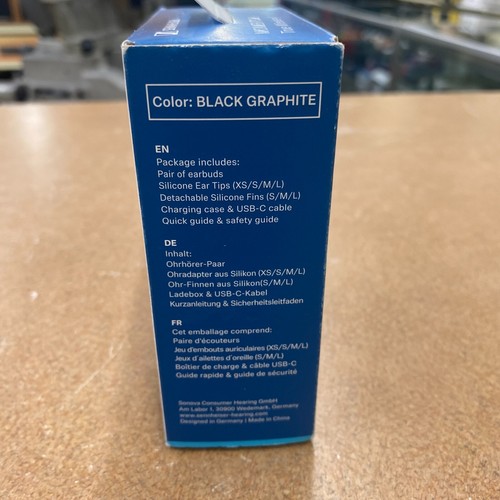 Color: BLACK GRAPHITE
EN
Package includes:
Pair of earbuds
Silicone Ear Tips (XS/S/M/L)
Detachable Silicone Fins (S/M/L)
Charging case & USB-C cable
Quick guide & safety guide
DE
Inhalt:
Ohrhörer-Paar
Ohradapter aus Silikon (XS/S/M/L)
Ohr-Finnen aus Silikon(S/M/L)
Ladebox & USB-C-Kabel
Kurzanleitung & Sicherheitsleitfaden
FR
Cet emballage comprend:
Paire d'écouteurs
Jeu d'embouts auriculaires (XS/S/M/L)
Jeux d'ailettes d'oreille (S/M/L)
Boîtier de charge & câble USB-C
Guide rapide & guide de sécurité
Sonova Consumer Hearing GmbH
Am Labor 1, 30900 Wedemark, Germany
www.sennheiser-hearing.com
Designed in Germany | Made in China